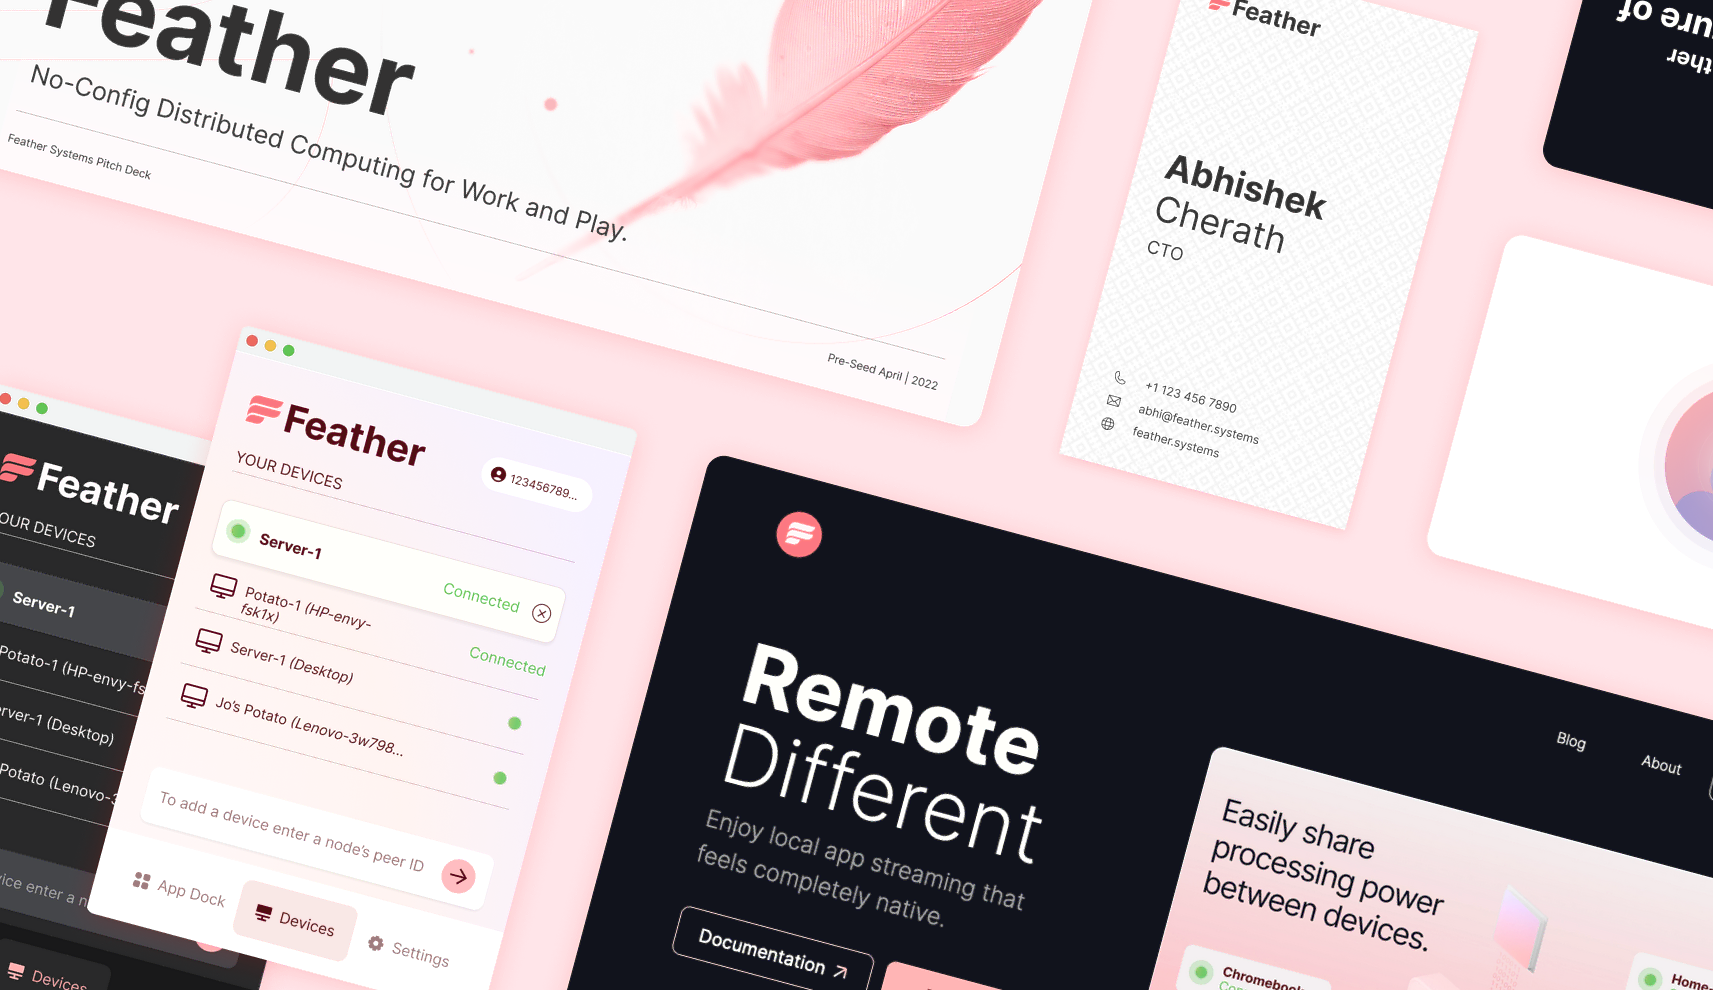 Feather
No-Config Distributed Computing for Work and Play.
Feather Systems Pitch Deck
Pre-Seed April | 2022
Feather
Abhishek
Cherath
CTO
+1 123 456 7890
abhi@feather.systems
feather.systems
of
Feather
YOUR DEVICES
Server-1
Potato-1 (HP-envy-fs
Server-1 (Desktop)
Potato (Lenovo-3
Devices
Feather
123456789...
YOUR DEVICES
Server-1
Connected
Potato-1 (HP-envy-
fsk1x)
Connected
Server-1 (Desktop)
Jo's Potato (Lenovo-3w798...
To add a device enter a node's peer ID
App Dock
Devices
Settings
Blog
About
Remote
Different
Enjoy local app streaming that
feels completely native.
Documentation
Easily share
processing power
between devices.
Chromebook